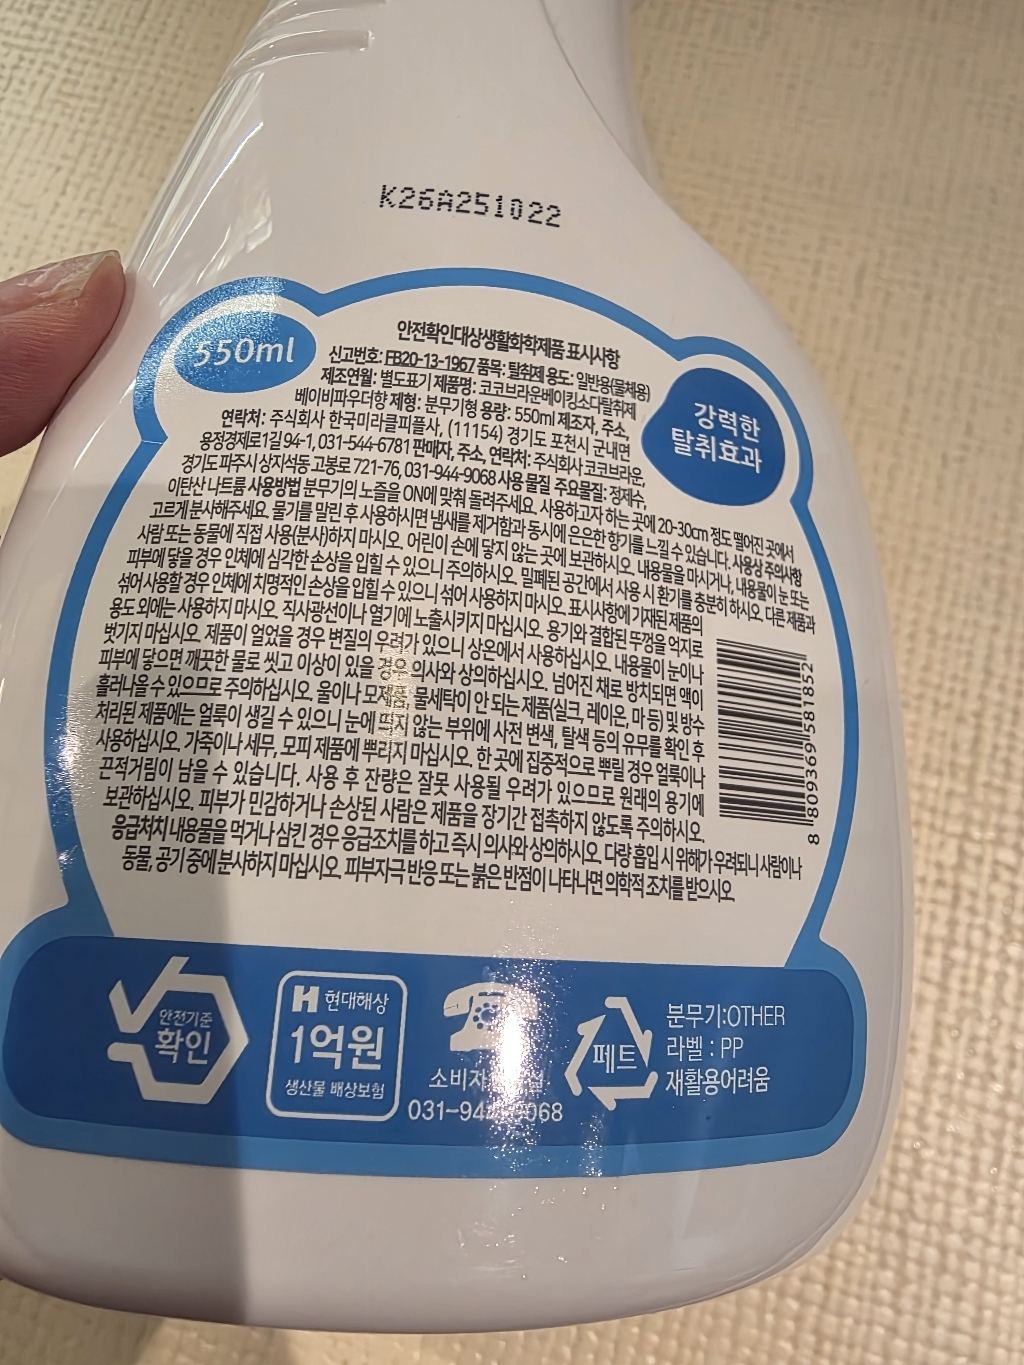 K26A251022
550ml
강력한
탈취효과
안전확인대상생활화학제품 표시사항
신고번호: FB20-13-1967 품목: 탈취제 용도: 일반용(물체용)
제조연월: 별도표기 제품명: 코코브라운베이킹소다탈취제
베이비파우더향 제형: 분무기형 용량: 550ml 제조자, 주소,
연락처: 주식회사 한국미라클피플사, (11154) 경기도 포천시 군내면
용정경제로1길 94-1, 031-544-6781 판매자, 주소, 연락처: 주식회사 코코브라운,
경기도 파주시 상지석동 고봉로 721-76, 031-944-9068 사용 물질 주요물질: 정제수,
이탄산 나트륨 사용방법 분무기의 노즐을 ON에 맞춰 돌려주세요. 사용하고자 하는 곳에 20-30cm 정도 떨어진 곳에서
고르게 분사해주세요. 물기를 말린 후 사용하시면 냄새를 제거함과 동시에 은은한 향기를 느낄 수 있습니다. 사용상 주의사항
사람 또는 동물에 직접 사용(분사)하지 마시오. 어린이 손에 닿지 않는 곳에 보관하시오. 내용물을 마시거나, 내용물이 눈 또는
피부에 닿을 경우 인체에 심각한 손상을 입힐 수 있으니 주의하시오. 밀폐된 공간에서 사용 시 환기를 충분히 하시오. 다른 제품과
섞어 사용할 경우 인체에 치명적인 손상을 입힐 수 있으니 섞어 사용하지 마시오. 표시사항에 기재된 제품의
용도 외에는 사용하지 마시오. 직사광선이나 열기에 노출시키지 마십시오. 용기와 결합된 뚜껑을 억지로
벗기지 마십시오. 제품이 얼었을 경우 변질의 우려가 있으니 상온에서 사용하십시오. 내용물이 눈이나
피부에 닿으면 깨끗한 물로 씻고 이상이 있을 경우 의사와 상의하십시오. 넘어진 채로 방치되면 액이
흘러나올 수 있으므로 주의하십시오. 울이나 모제품, 물세탁이 안 되는 제품(실크, 레이온, 마 등) 및 방수
처리된 제품에는 얼룩이 생길 수 있으니 눈에 띄지 않는 부위에 사전 변색, 탈색 등의 유무를 확인 후
사용하십시오. 가죽이나 세무, 모피 제품에 뿌리지 마십시오. 한 곳에 집중적으로 뿌릴 경우 얼룩이나
끈적거림이 남을 수 있습니다. 사용 후 잔량은 잘못 사용될 우려가 있으므로 원래의 용기에
보관하십시오. 피부가 민감하거나 손상된 사람은 제품을 장기간 접촉하지 않도록 주의하십시오.
응급처치 내용물을 먹거나 삼킨 경우 응급조치를 하고 즉시 의사와 상의하시오. 다량 흡입 시 위해가 우려되니 사람이나
동물, 공기 중에 분사하지 마십시오. 피부자극 반응 또는 붉은 반점이 나타나면 의학적 조치를 받으시오.
8 809369 581852
안전기준
확인
현대해상
1억원
생산물 배상보험
페트
분무기:OTHER
라벨 : PP
재활용어려움